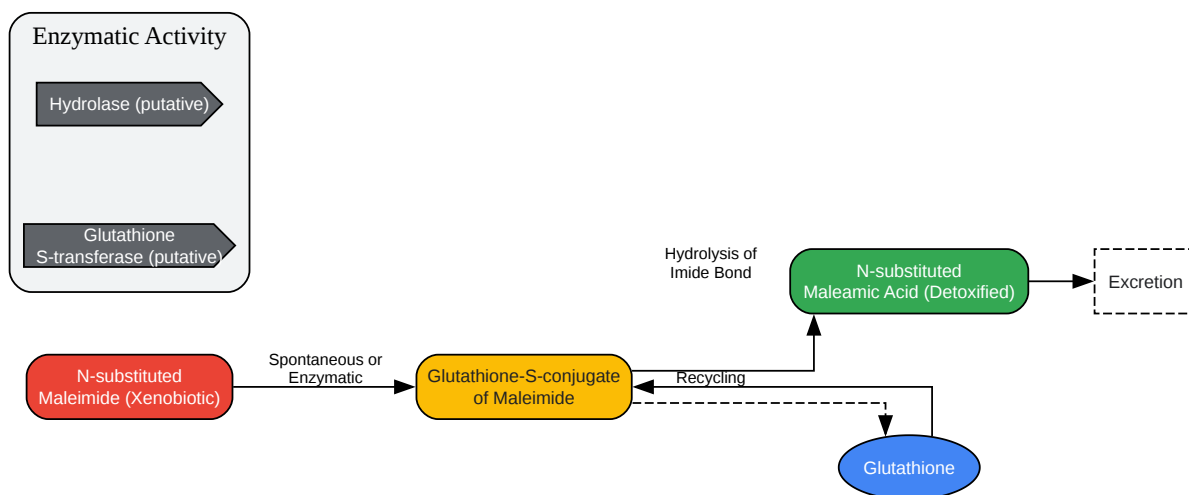 Enzymatic Activity
Hydrolase (putative)
Glutathione
S-transferase (putative)
Hydrolysis of
Imide Bond
N-substituted
Maleamic Acid (Detoxified)
Excretion
N-substituted
Maleimide (Xenobiotic)
Spontaneous or
Enzymatic
Glutathione-S-conjugate
of Maleimide
Recycling
Glutathione